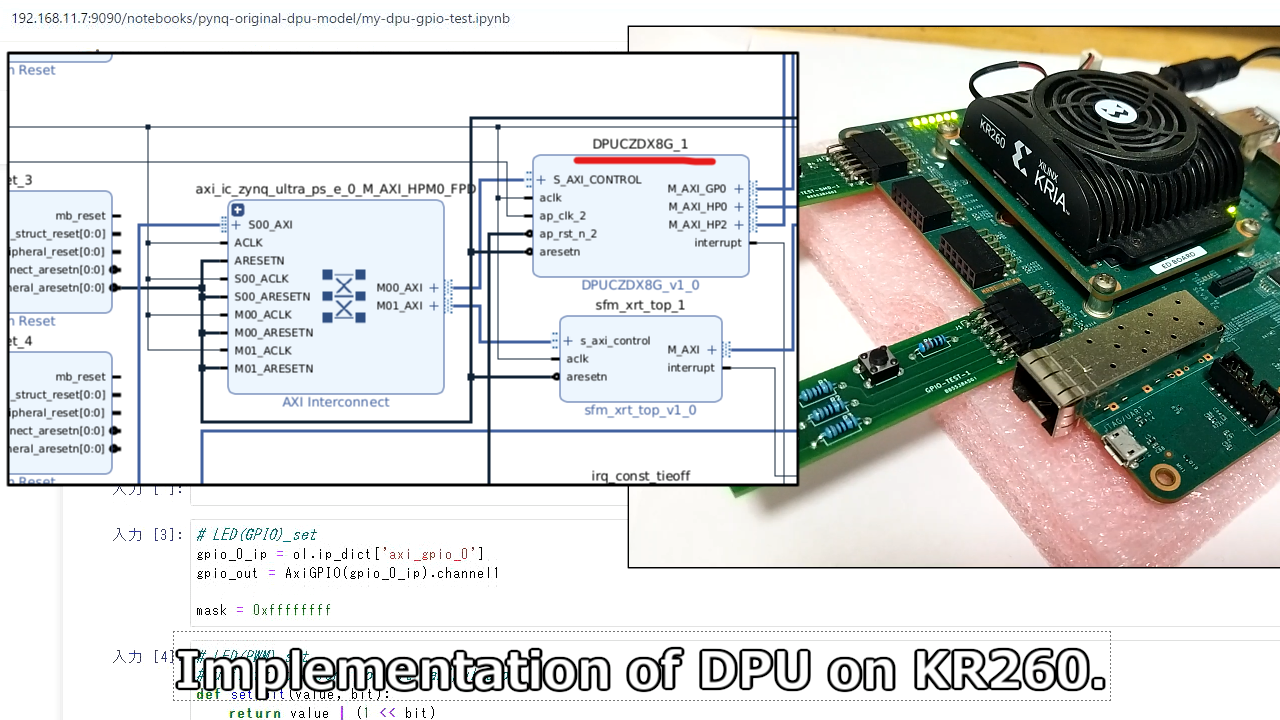 192.168.11.7:9090/notebooks/pynq-original-dpu-model/my-dpu-gpio-test.ipynb
n Reset
et_3
mb_reset
_struct_reset[0:0]
ipheral_reset[0:0]
nect_aresetn[0:0]
neral_aresetn[0:0]
n Reset
et_4
mb_reset
_struct_reset[0:0]
ipheral_reset[0:0]
nect_aresetn[0:0]
neral_aresetn[0:0]
n Reset
axi_ic_zynq_ultra_ps_e_0_M_AXI_HPM0_FPD
S00_AXI
ACLK
ARESETN
S00_ACLK
S00_ARESETN
M00_ACLK
M00_ARESETN
M01_ACLK
M01_ARESETN
M00_AXI
M01_AXI
AXI Interconnect
DPUCZDX8G_1
S_AXI_CONTROL
aclk
ap_clk_2
ap_rst_n_2
aresetn
M_AXI_GP0
M_AXI_HP0
M_AXI_HP2
interrupt
DPUCZDX8G_v1_0
sfm_xrt_top_1
s_axi_control
aclk
aresetn
M_AXI
interrupt
sfm_xrt_top_v1_0
irq_const_tieoff
KR260
XILINX
KRIA
ED BOARD
GPIO-TEST-1
JTAG/UART
入力 [ ]:
入力 [3]:
# LED(GPIO)_set
gpio_0_ip = ol.ip_dict['axi_gpio_0']
gpio_out = AxiGPIO(gpio_0_ip).channel1
mask = 0xffffffff
入力 [4]
# LED(PWM)_set
def set_bit(value, bit):
return value | (1 << bit)
Implementation of DPU on KR260.